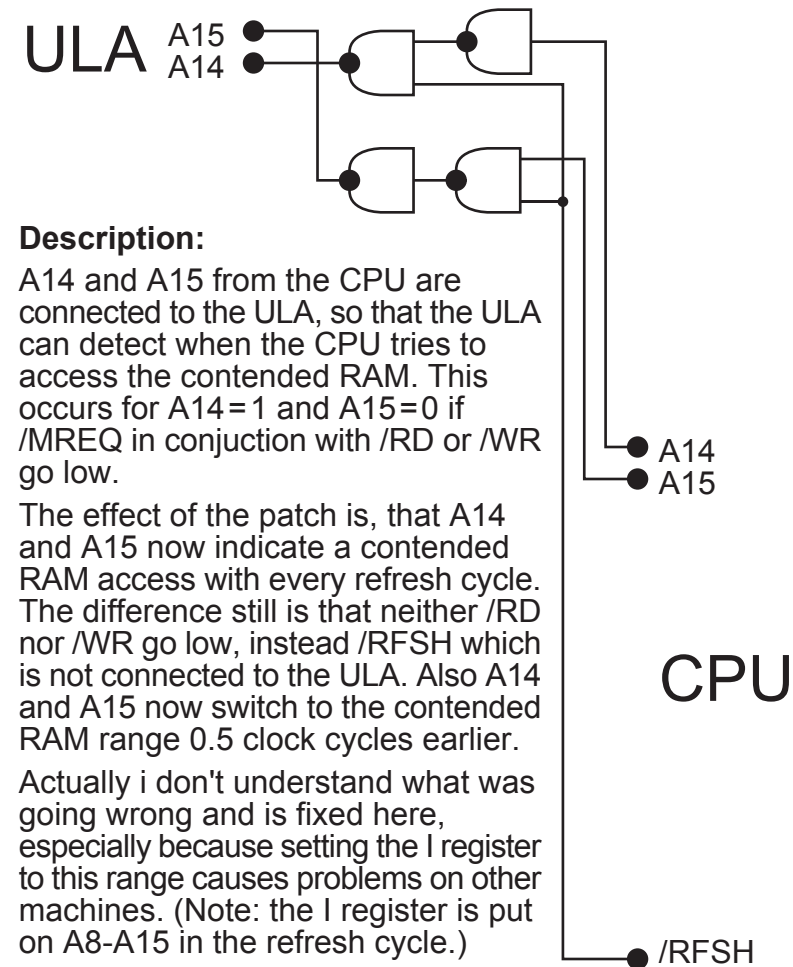 ULA
A15
A14
Description:
A14 and A15 from the CPU are
connected to the ULA, so that the ULA
can detect when the CPU tries to
access the contended RAM. This
occurs for A14=1 and A15=0 if
/MREQ in conjuction with /RD or /WR
go low.
The effect of the patch is, that A14
and A15 now indicate a contended
RAM access with every refresh cycle.
The difference still is that neither /RD
nor /WR go low, instead /RFSH which
is not connected to the ULA. Also A14
and A15 now switch to the contended
RAM range 0.5 clock cycles earlier.
Actually i don't understand what was
going wrong and is fixed here,
especially because setting the I register
to this range causes problems on other
machines. (Note: the I register is put
on A8-A15 in the refresh cycle.)
A14
A15
CPU
/RFSH